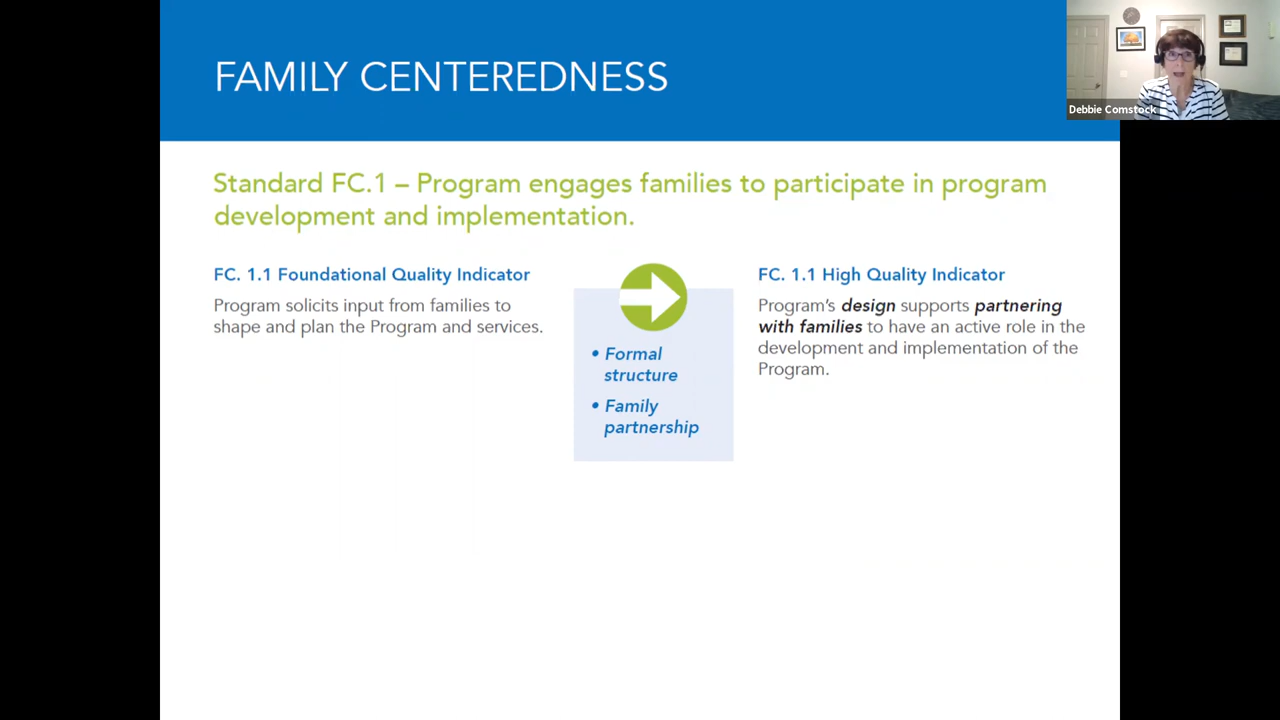 FAMILY CENTEREDNESS
Debbie Comstock
Standard FC.1 – Program engages families to participate in program
development and implementation.
FC. 1.1 Foundational Quality Indicator
Program solicits input from families to
shape and plan the Program and services.
• Formal
structure
• Family
partnership
FC. 1.1 High Quality Indicator
Program’s design supports partnering
with families to have an active role in the
development and implementation of the
Program.